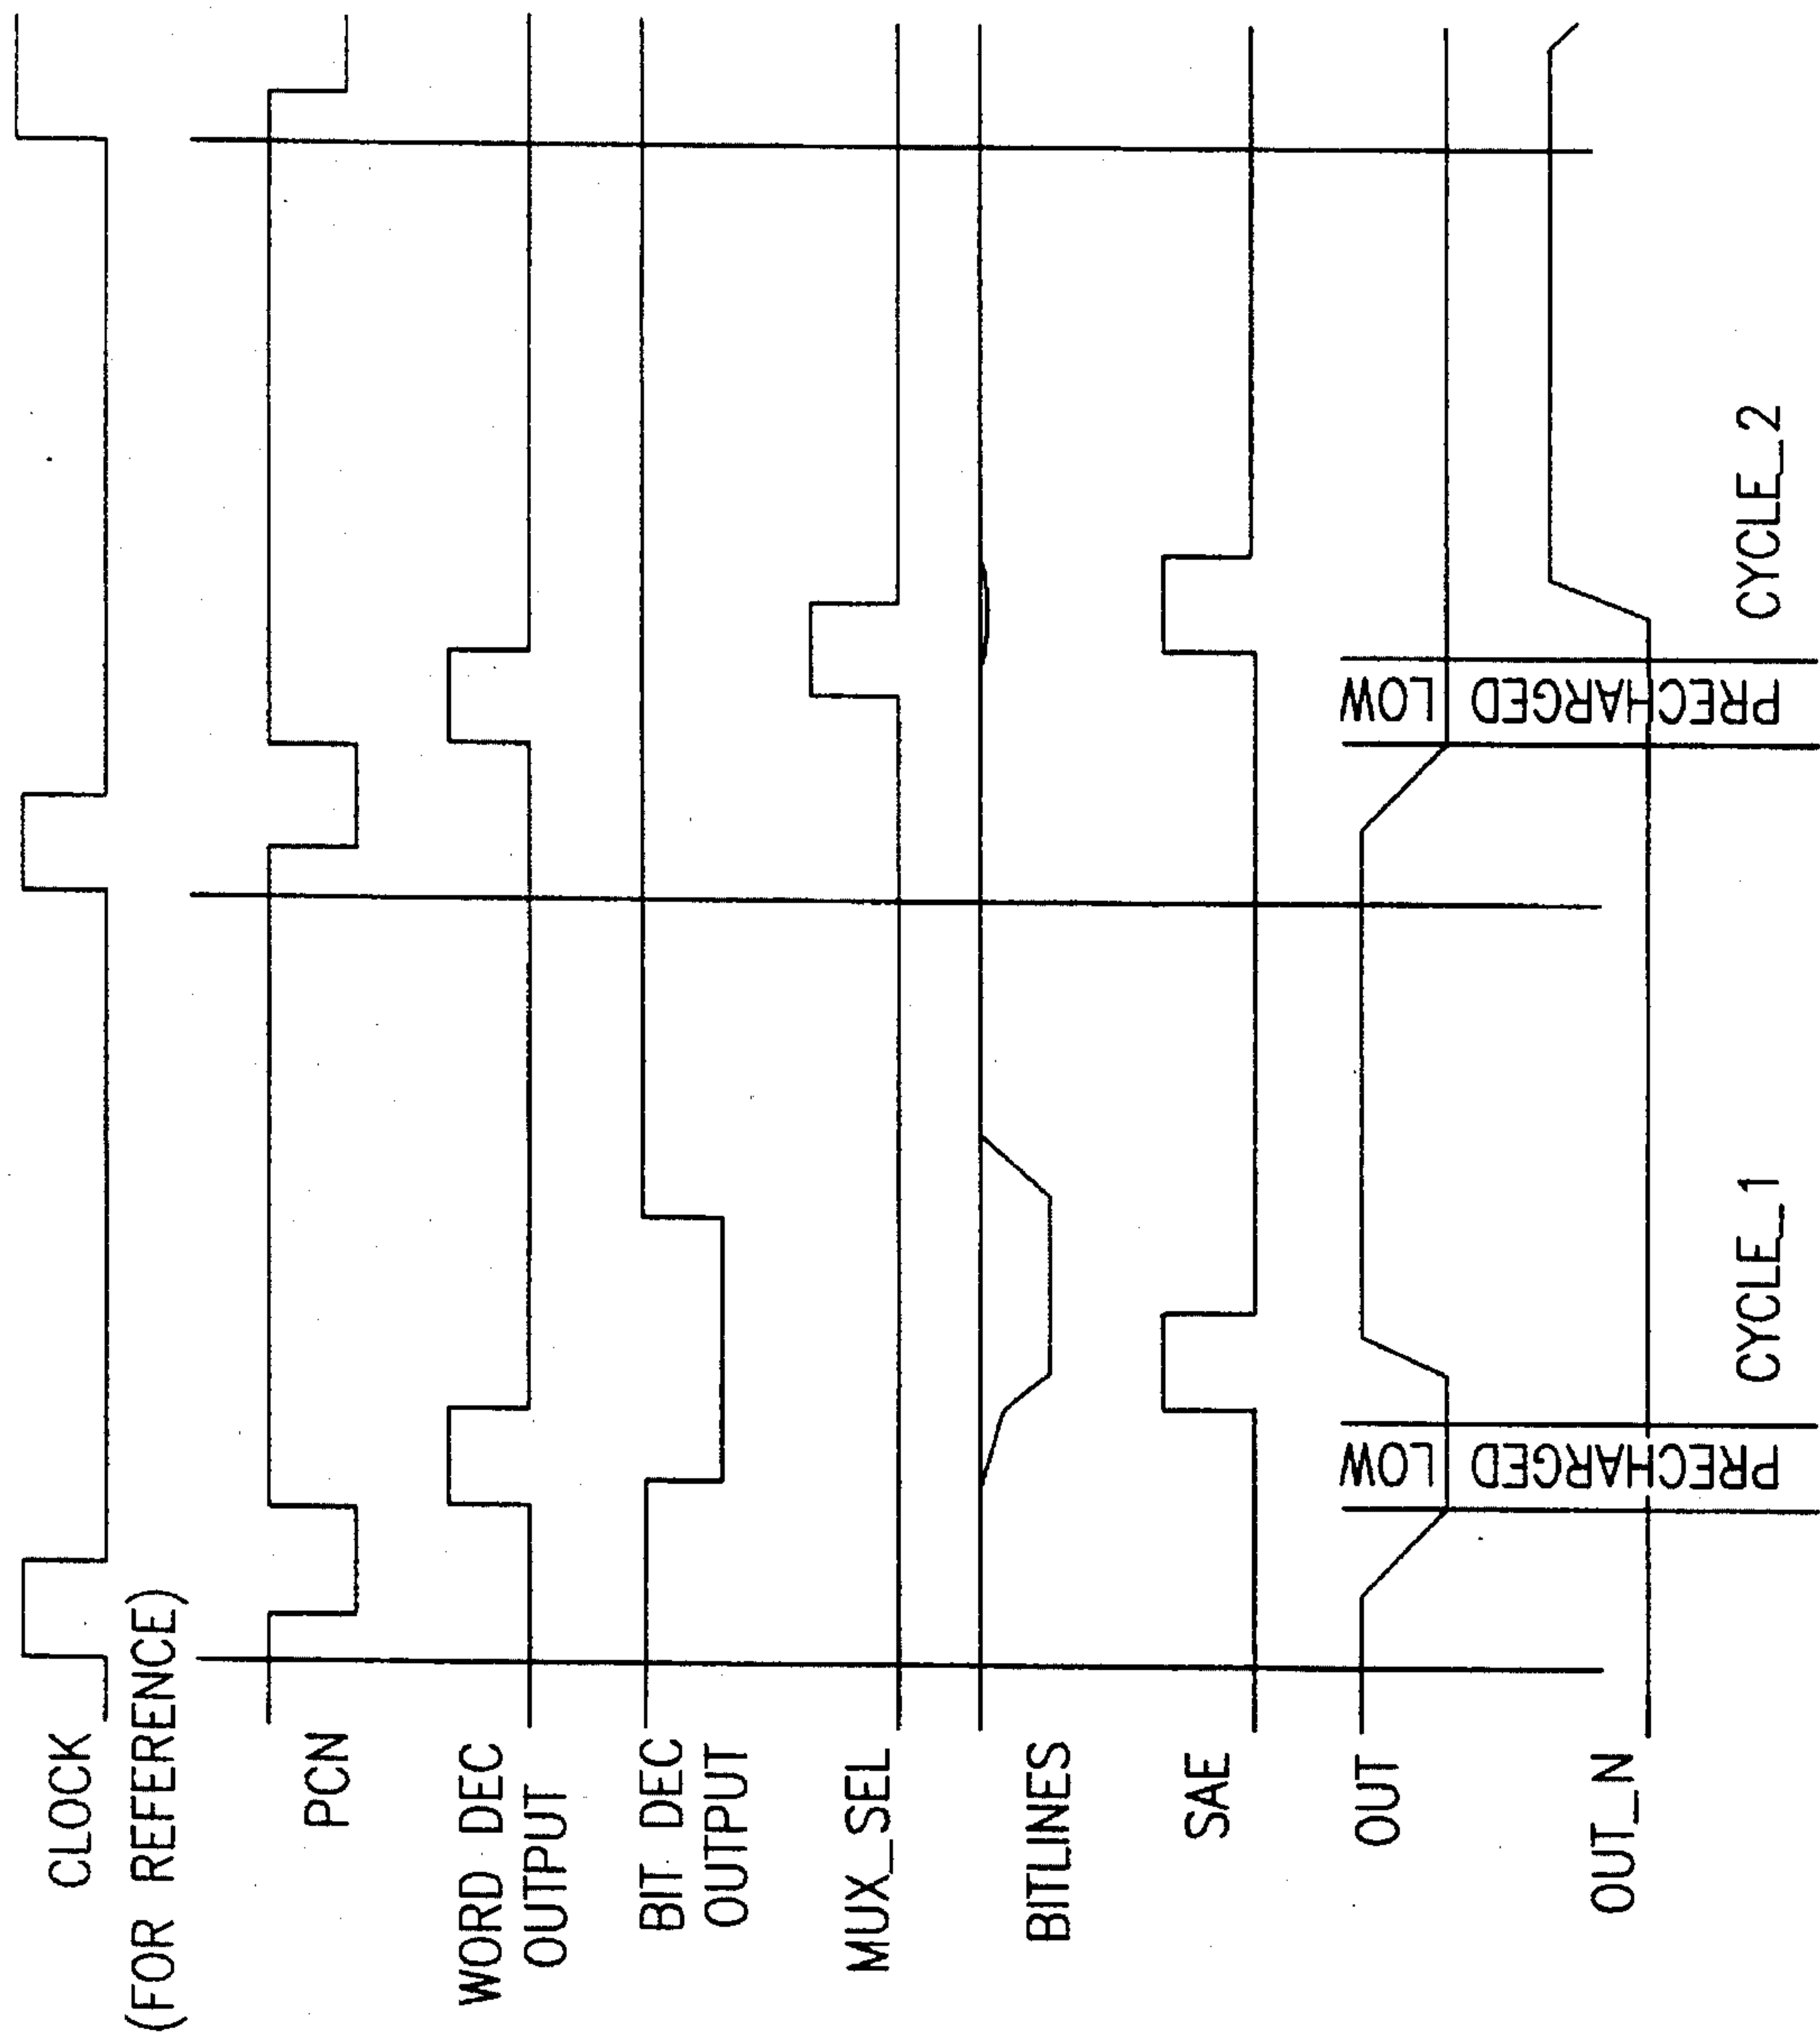 CLOCK
(FOR REFERENCE)
PCN
WORD DEC
OUTPUT
BIT DEC
OUTPUT
MUX_SEL
BITLINES
SAE
OUT
OUT_N
PRECHARGED
LOW
PRECHARGED
LOW
CYCLE_1
CYCLE_2